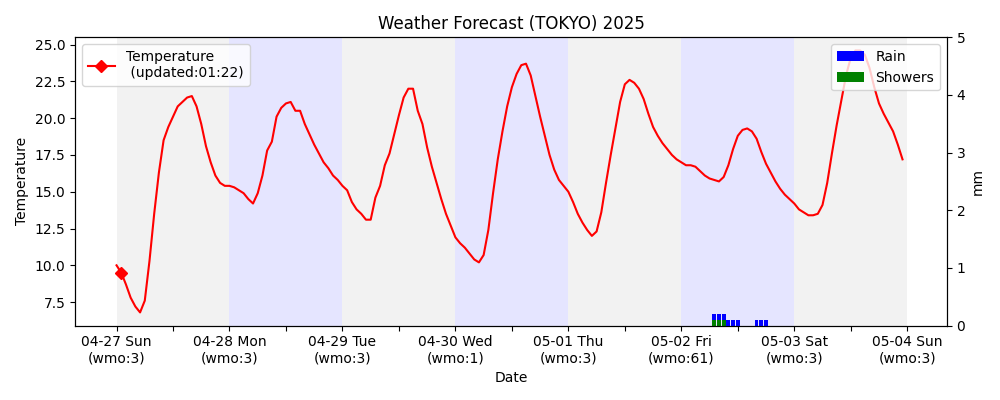 Weather Forecast (TOKYO) 2025
Temperature
(updated:01:22)
Rain
Showers
25.0
22.5
20.0
17.5
15.0
12.5
10.0
7.5
Temperature
5
4
3
2
1
0
mm
04-27 Sun 04-28 Mon 04-29 Tue 04-30 Wed 05-01 Thu 05-02 Fri 05-03 Sat 05-04 Sun
(wmo:3) (wmo:3) (wmo:3) (wmo:1) (wmo:3) (wmo:61) (wmo:3) (wmo:3)
Date